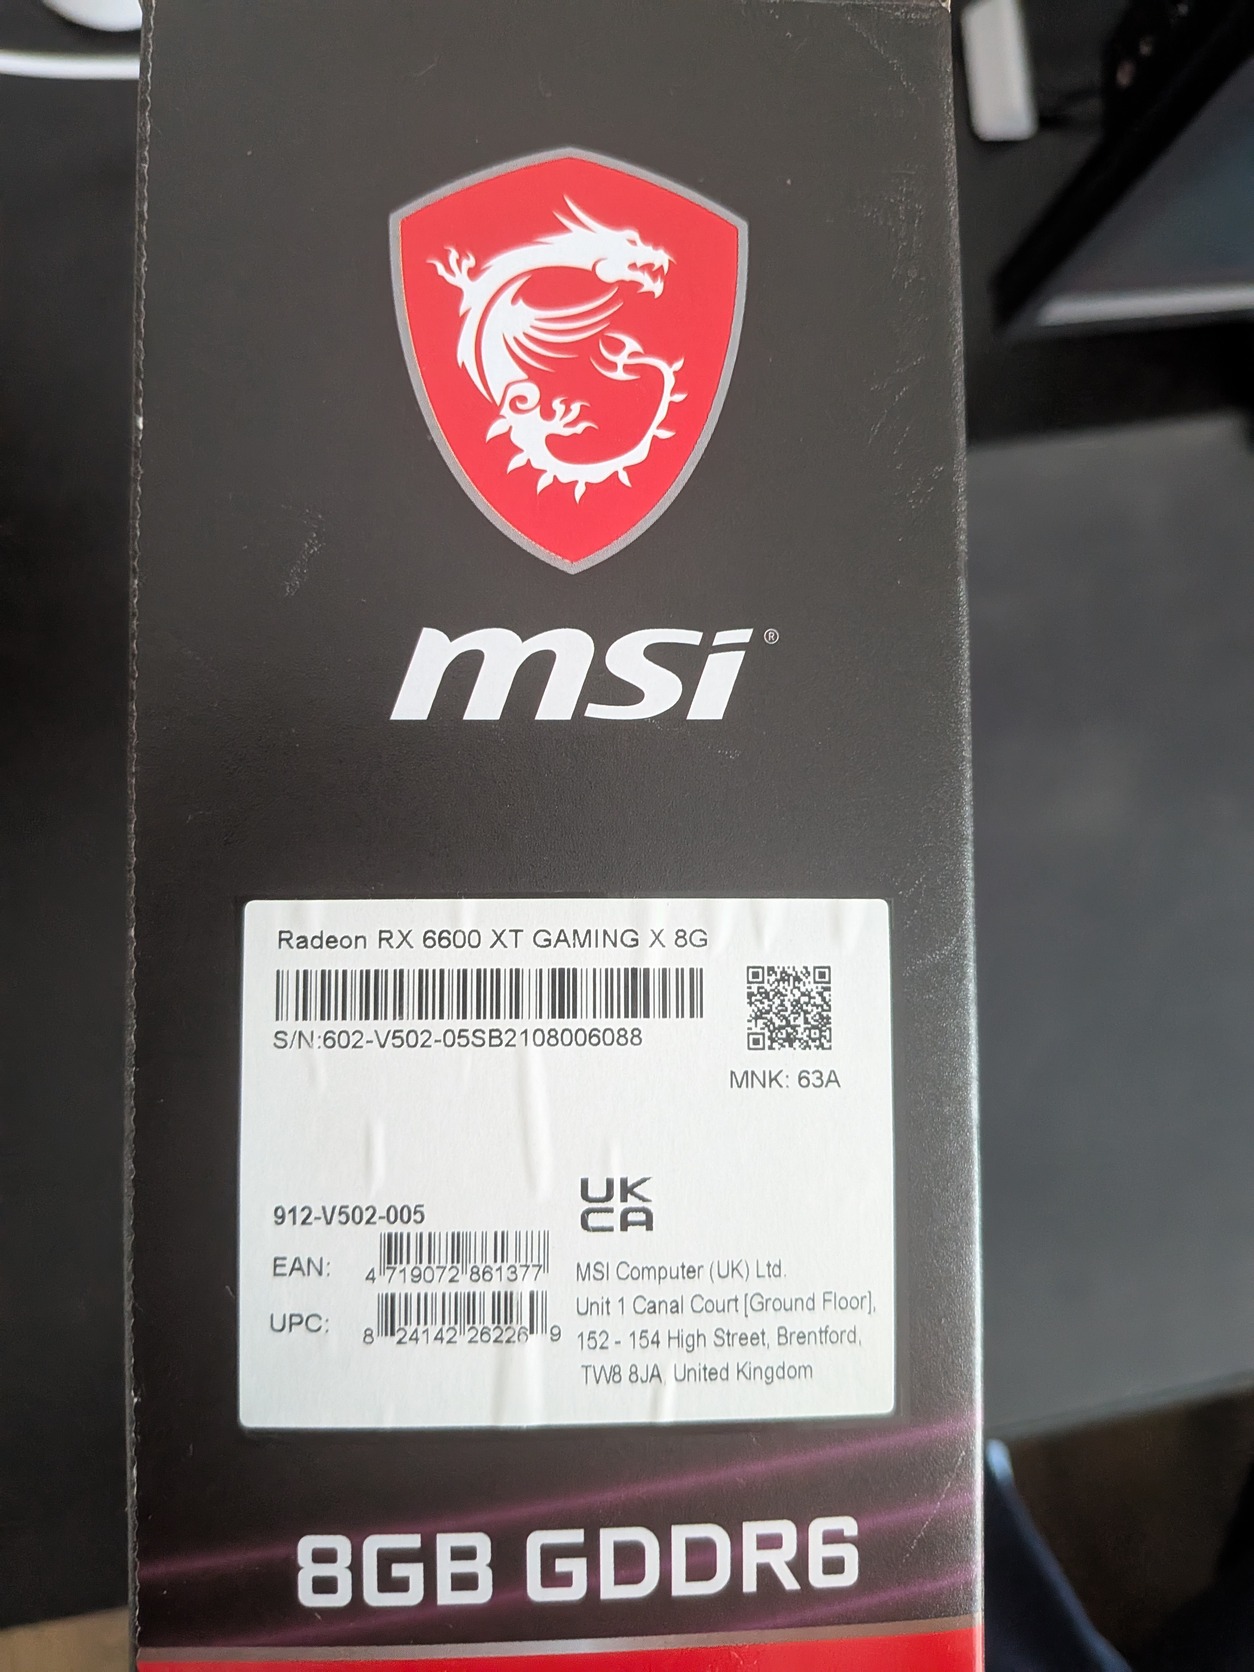 msi®
Radeon RX 6600 XT GAMING X 8G
S/N:602-V502-05SB2108006088
MNK: 63A
912-V502-005
UK
CA
EAN: 4 719072 861377
UPC: 8 24142 26226 9
MSI Computer (UK) Ltd.
Unit 1 Canal Court [Ground Floor],
152 - 154 High Street, Brentford,
TW8 8JA, United Kingdom
8GB GDDR6